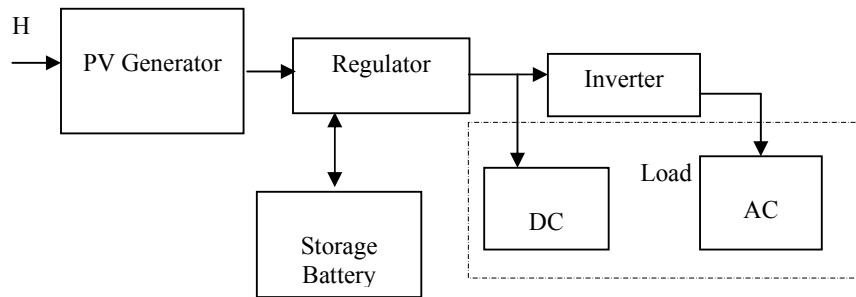 H
PV Generator
Regulator
Inverter
Load
DC
AC
Storage
Battery